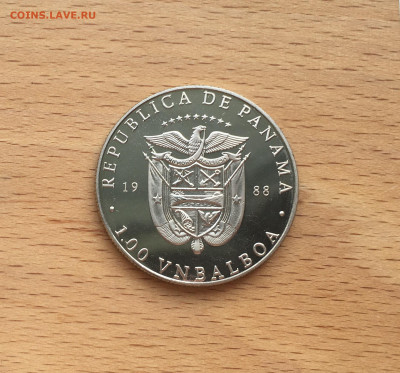 COINS.LAVE.RU
· REPUBLICA DE PANAMA ·
19 88
1.00 VNBALBOA